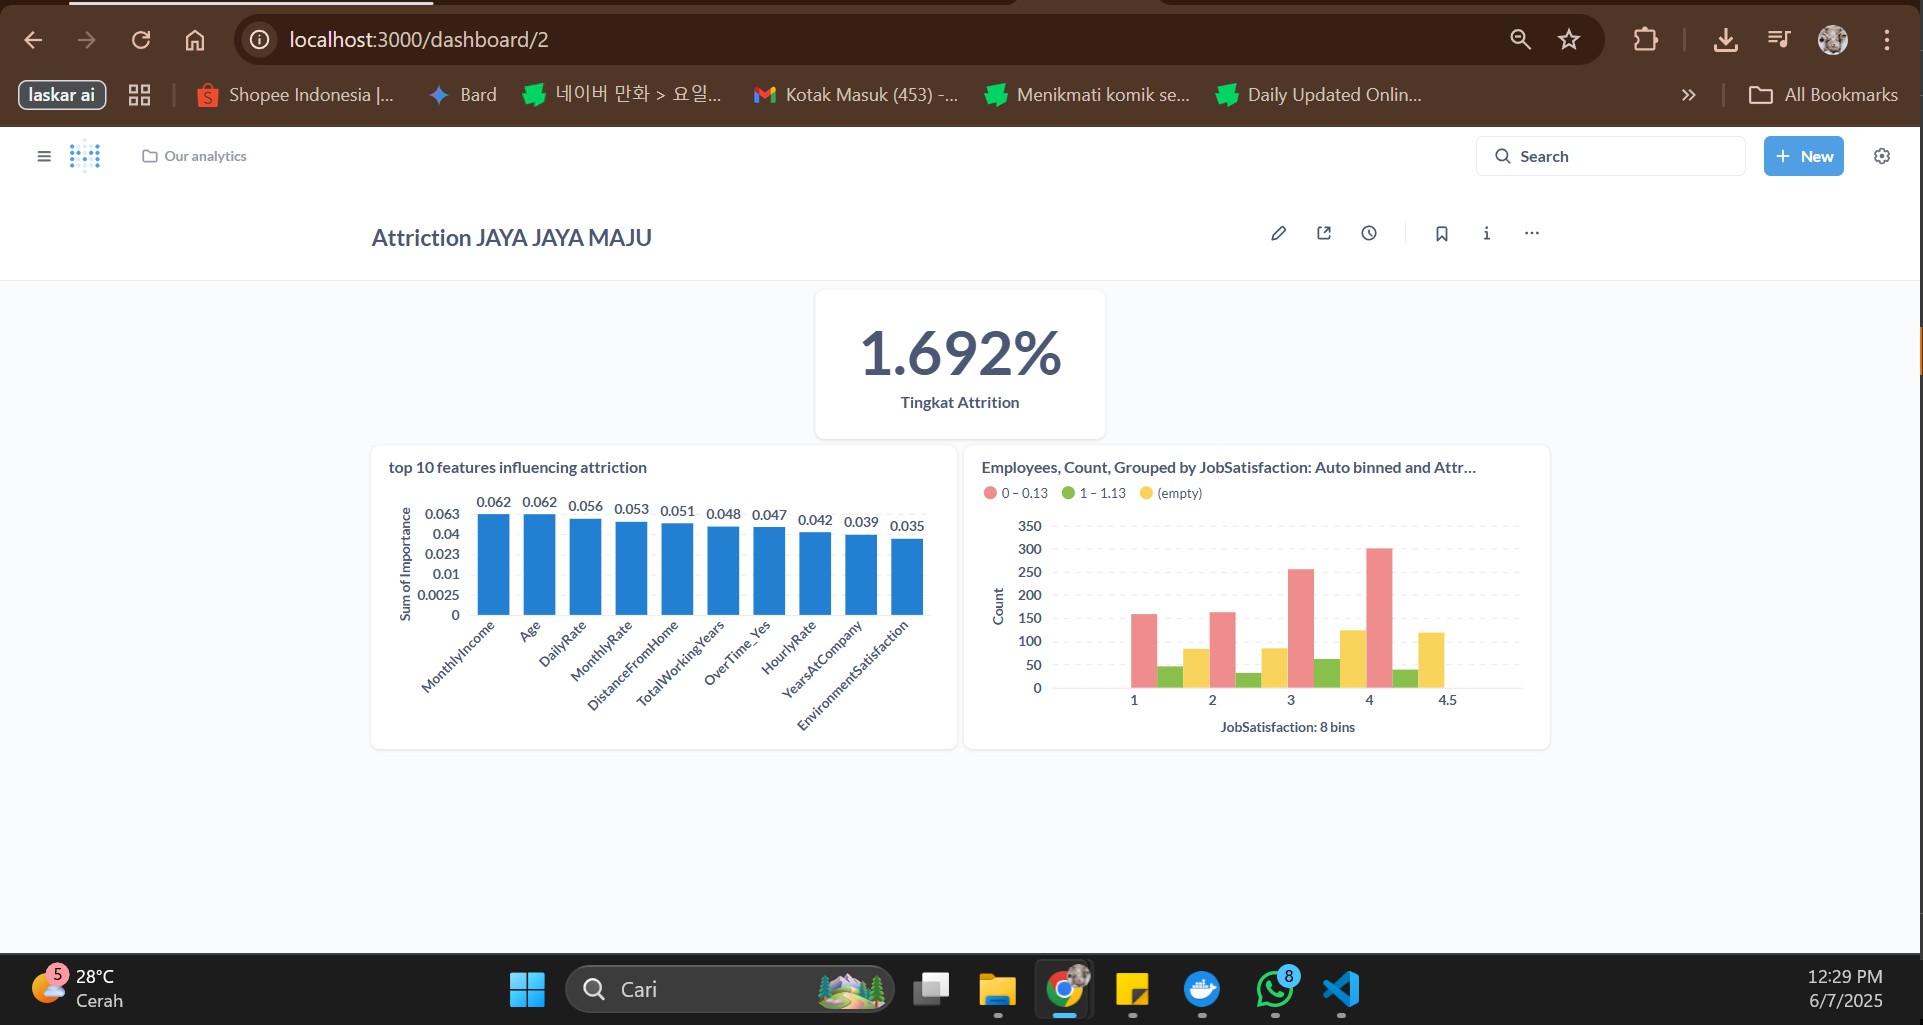 localhost:3000/dashboard/2
laskar ai
Shopee Indonesia |...
Bard
네이버 만화 > 요일...
Kotak Masuk (453) -...
Menikmati komik se...
Daily Updated Onlin...
»
All Bookmarks
Our analytics
Search
+ New
Attriction JAYA JAYA MAJU
1.692%
Tingkat Attrition
top 10 features influencing attriction
Sum of Importance
0.063
0.04
0.023
0.01
0.0025
0
0.062
0.062
0.056
0.053
0.051
0.048
0.047
0.042
0.039
0.035
MonthlyIncome
Age
DailyRate
MonthlyRate
DistanceFromHome
TotalWorkingYears
OverTime_Yes
HourlyRate
YearsAtCompany
EnvironmentSatisfaction
Employees, Count, Grouped by JobSatisfaction: Auto binned and Attr...
0 – 0.13
1 – 1.13
(empty)
Count
350
300
250
200
150
100
50
0
1
2
3
4
4.5
JobSatisfaction: 8 bins
5
28°C
Cerah
Cari
8
12:29 PM
6/7/2025